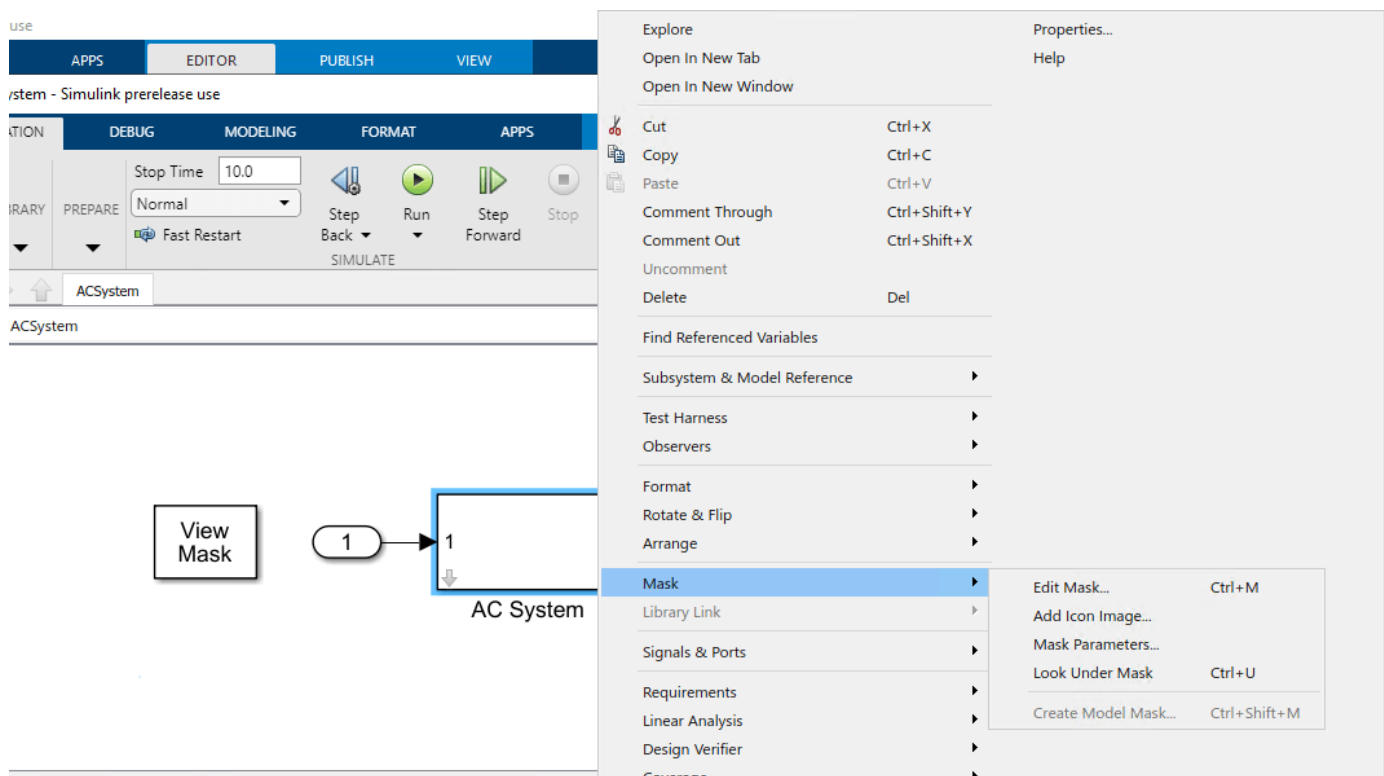 use
APPS EDITOR PUBLISH VIEW
ystem - Simulink prerelease use
ATION DEBUG MODELING FORMAT APPS
Stop Time 10.0
Normal
Fast Restart
BRARY PREPARE
Step Back
Run
Step Forward
Stop
SIMULATE
ACSystem
ACSystem
View
Mask
1
1
AC System
Explore
Open In New Tab
Open In New Window
Cut Ctrl+X
Copy Ctrl+C
Paste Ctrl+V
Comment Through Ctrl+Shift+Y
Comment Out Ctrl+Shift+X
Uncomment
Delete Del
Find Referenced Variables
Subsystem & Model Reference
Test Harness
Observers
Format
Rotate & Flip
Arrange
Mask
Library Link
Signals & Ports
Requirements
Linear Analysis
Design Verifier
Coverage
Properties...
Help
Edit Mask... Ctrl+M
Add Icon Image...
Mask Parameters...
Look Under Mask Ctrl+U
Create Model Mask... Ctrl+Shift+M